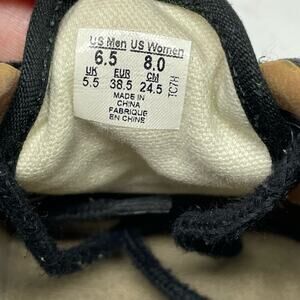 US Men US Women
6.5 8.0
UK EUR CM
5.5 38.5 24.5
MADE IN
CHINA
FABRIQUE
EN CHINE
TC7H